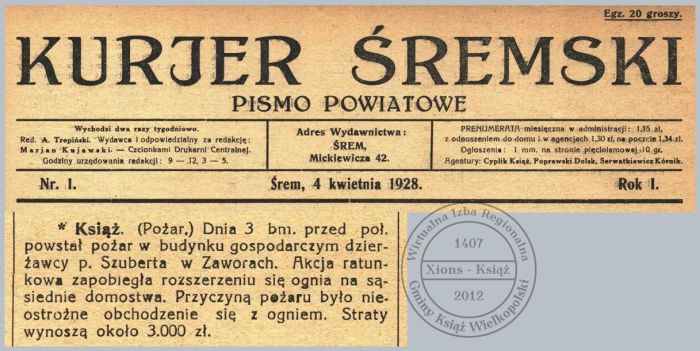 Egz. 20 groszy.
KURJER ŚREMSKI
PISMO POWIATOWE
Wychodzi dwa razy tygodniowo.
Red. A. Trepiński. Wydawca i odpowiedzialny za redakcję:
Marjan Kujawski. — Czcionkami Drukarni Centralnej.
Godziny urzędowania redakcji: 9 — 12, 3 — 5.
Adres Wydawnictwa:
ŚREM,
Mickiewicza 42.
PRENUMERATA miesięczna w administracji: 1,15 zł,
z odnoszeniem do domu i w agencjach 1,30 zł, na poczcie 1,34 zł.
Ogłoszenia: 1 mm. na stronie pięciołamowej 10 gr.
Agentury: Cyplik Książ, Poprawski Dolsk, Serwatkiewicz Kórnik.
Nr. 1.
Śrem, 4 kwietnia 1928.
Rok I.
* Książ. (Pożar.) Dnia 3 bm. przed poł.
powstał pożar w budynku gospodarczym dzier-
żawcy p. Szuberta w Zaworach. Akcja ratun-
kowa zapobiegła rozszerzeniu się ognia na są-
siednie domostwa. Przyczyną pożaru było nie-
ostrożne obchodzenie się z ogniem. Straty
wynoszą około 3.000 zł.
Wirtualna Izba Regionalna
1407
Xions - Książ
2012
Gminy Książ Wielkopolski